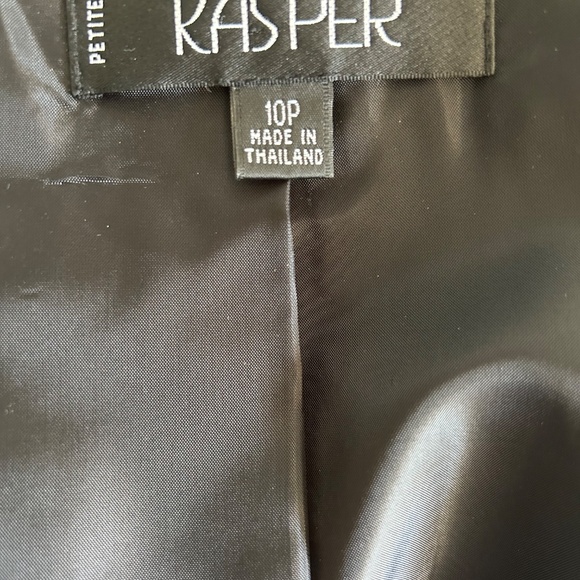 PETITE
KASPER
10P
MADE IN
THAILAND